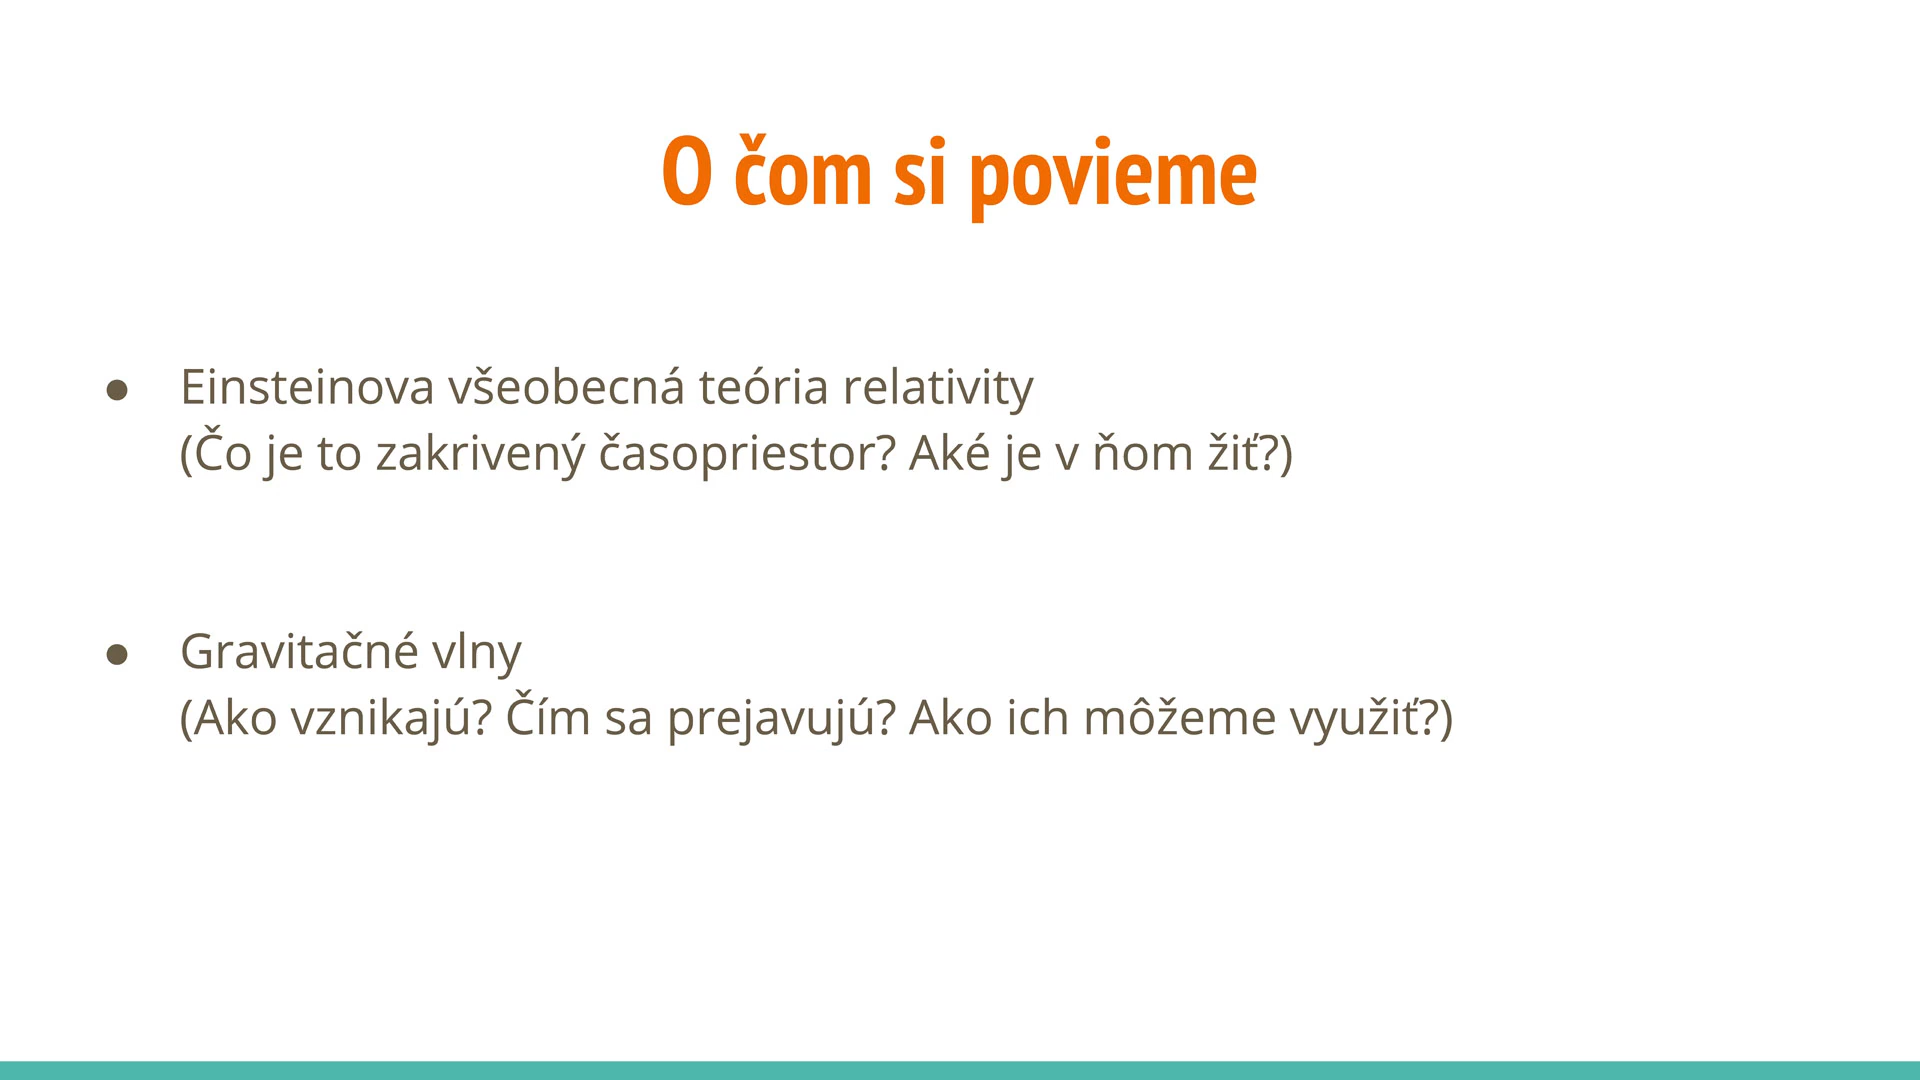 O čom si povieme
● Einsteinova všeobecná teória relativity
(Čo je to zakrivený časopriestor? Aké je v ňom žiť?)
● Gravitačné vlny
(Ako vznikajú? Čím sa prejavujú? Ako ich môžeme využiť?)